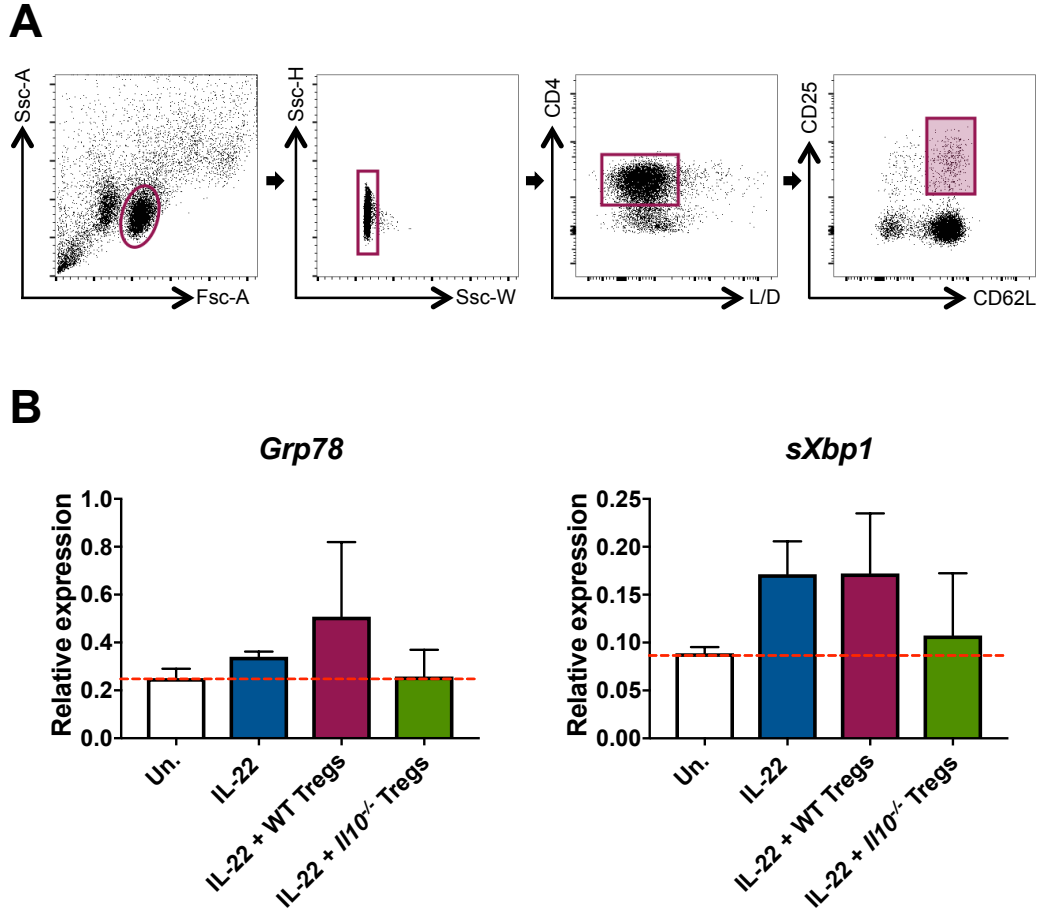 A
Ssc-A
Fsc-A
Ssc-H
Ssc-W
CD4
L/D
CD25
CD62L
B
Grp78
Relative expression
1.0
0.8
0.6
0.4
0.2
0.0
Un.
IL-22
IL-22 + WT Tregs
IL-22 + Il10-/- Tregs
sXbp1
Relative expression
0.25
0.20
0.15
0.10
0.05
0.00
Un.
IL-22
IL-22 + WT Tregs
IL-22 + Il10-/- Tregs